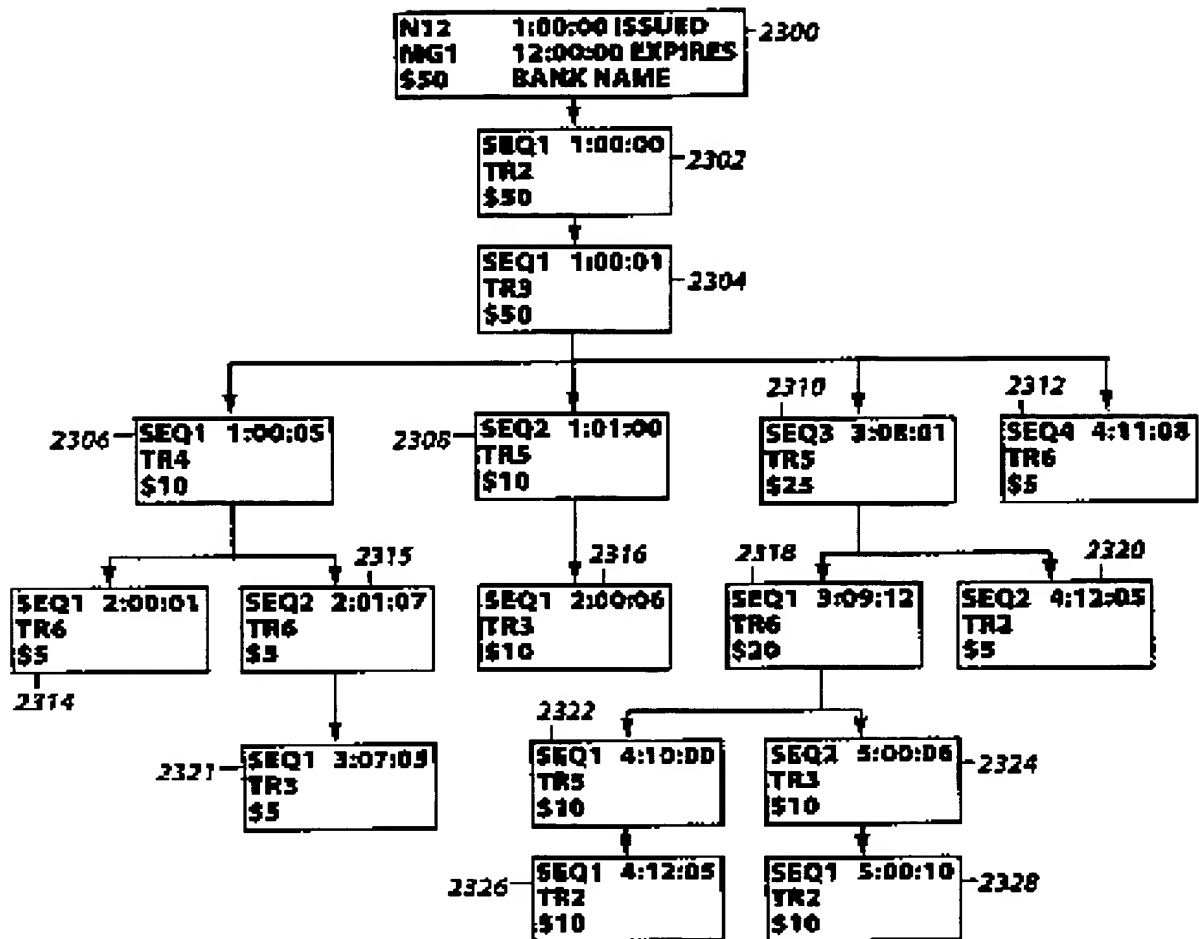 N12 1:00:00 ISSUED
MG1 12:00:00 EXPIRES
$50 BANK NAME
2300
SEQ1 1:00:00
TR2
$50
2302
SEQ1 1:00:01
TR3
$50
2304
2306
SEQ1 1:00:05
TR4
$10
2308
SEQ2 1:01:00
TR5
$10
2310
SEQ3 3:08:01
TR5
$25
2312
SEQ4 4:11:08
TR6
$5
SEQ1 2:00:01
TR6
$5
2314
2315
SEQ2 2:01:07
TR6
$5
2316
SEQ1 2:00:06
TR3
$10
2318
SEQ1 3:09:12
TR6
$20
2320
SEQ2 4:12:05
TR2
$5
2321
SEQ1 3:07:05
TR3
$5
2322
SEQ1 4:10:00
TR5
$10
SEQ2 5:00:06
TR3
$10
2324
2326
SEQ1 4:12:05
TR2
$10
SEQ1 5:00:10
TR2
$10
2328